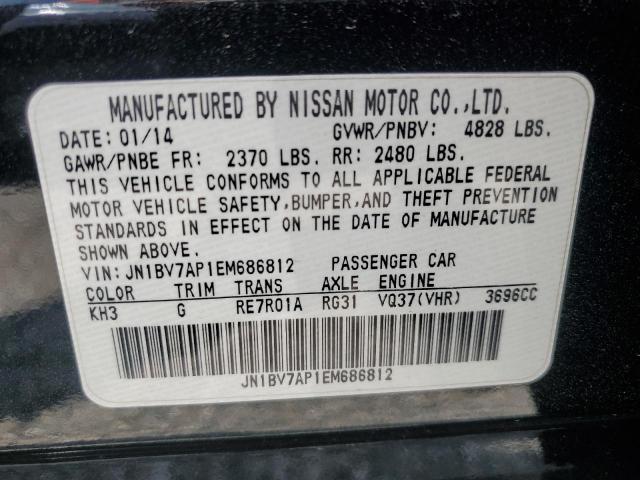 MANUFACTURED BY NISSAN MOTOR CO.,LTD.
DATE: 01/14 GVWR/PNBV: 4828 LBS.
GAWR/PNBE FR: 2370 LBS. RR: 2480 LBS.
THIS VEHICLE CONFORMS TO ALL APPLICABLE FEDERAL
MOTOR VEHICLE SAFETY,BUMPER,AND THEFT PREVENTION
STANDARDS IN EFFECT ON THE DATE OF MANUFACTURE
SHOWN ABOVE.
VIN: JN1BV7AP1EM686812 PASSENGER CAR
COLOR TRIM TRANS AXLE ENGINE
KH3 G RE7R01A RG31 VQ37(VHR) 3696CC
JN1BV7AP1EM686812